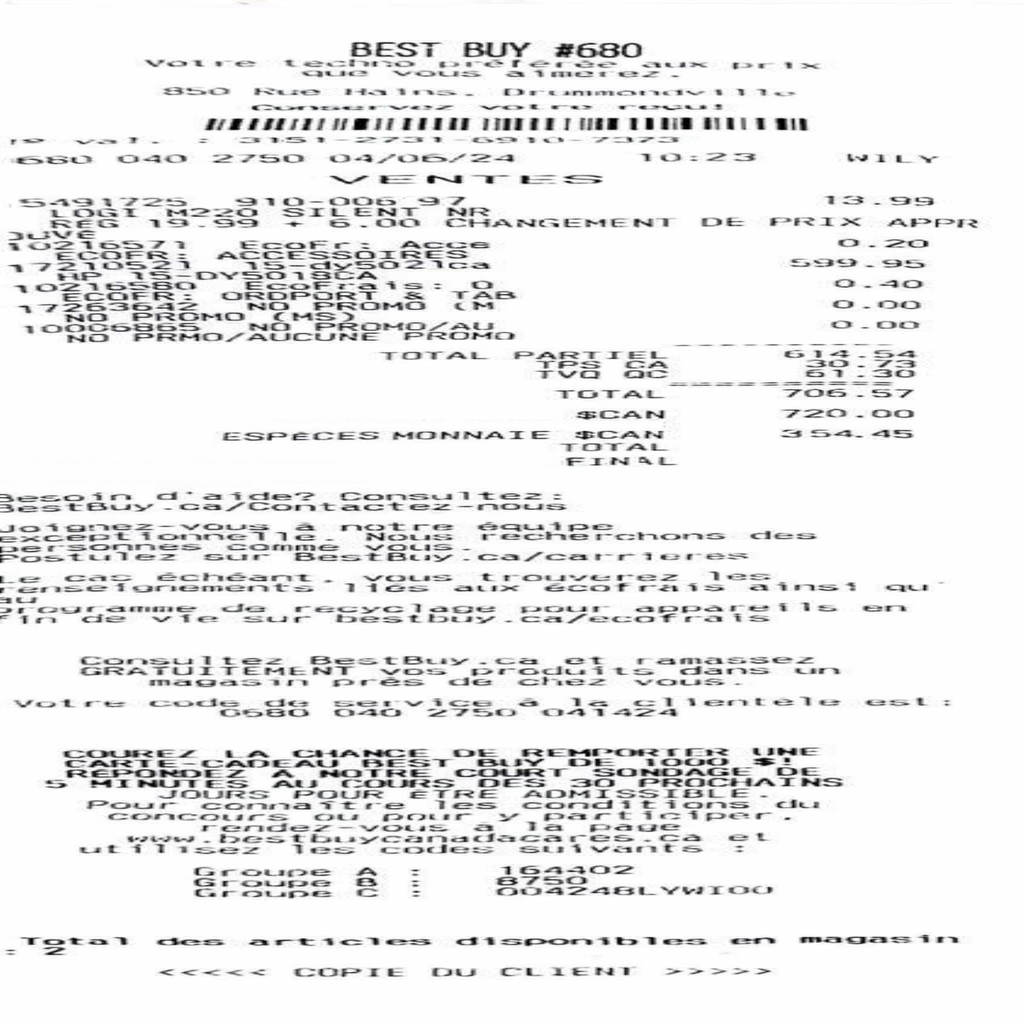 BEST BUY #680
Votre techno préférée aux prix
que vous aimerez.
850 Rue Hains, Drummondville
Conservez votre reçu!
val. : 3151-2731-6910-7373
680 040 2750 04/06/24 10:23 WILY
VENTES
5491725 910-006 97 13.99
LOGI M220 SILENT NR
REG 19.99 + 6.00 CHANGEMENT DE PRIX APPR
OUVE
10216571 EcoFr: Acce 0.20
ECOFR: ACCESSOIRES
17210521 15-dy5021ca 599.95
HP 15-DY5018CA
10216580 EcoFrais: O 0.40
ECOFR: ORDPORT & TAB
17263642 NO PROMO (M 0.00
NO PROMO (MS)
10006865 NO PROMO/AU 0.00
NO PRMO/AUCUNE PROMO
TOTAL PARTIEL 614.54
TPS CA 30.73
TVQ QC 61.30
TOTAL 706.57
$CAN 720.00
ESPECES MONNAIE $CAN 354.45
TOTAL
FINAL
Besoin d'aide? Consultez:
BestBuy.ca/Contactez-nous
Joignez-vous à notre équipe
exceptionnelle. Nous recherchons des
personnes comme vous.
Postulez sur BestBuy.ca/carrieres
Le cas échéant, vous trouverez les
renseignements liés aux écofrais ainsi qu'
au
programme de recyclage pour appareils en
fin de vie sur bestbuy.ca/ecofrais
Consultez BestBuy.ca et ramassez
GRATUITEMENT vos produits dans un
magasin près de chez vous.
Votre code de service à la clientèle est:
0680 040 2750 041424
COUREZ LA CHANCE DE REMPORTER UNE
CARTE-CADEAU BEST BUY DE 1000 $!
REPONDEZ A NOTRE COURT SONDAGE DE
5 MINUTES AU COURS DES 30 PROCHAINS
JOURS POUR ETRE ADMISSIBLE.
Pour connaître les conditions du
concours ou pour y participer,
rendez-vous à la page
www.bestbuycanadacares.ca et
utilisez les codes suivants :
Groupe A : 164402
Groupe B : 8750
Groupe C : 004248LYWIOO
Total des articles disponibles en magasin
: 2
<<<<< COPIE DU CLIENT >>>>>